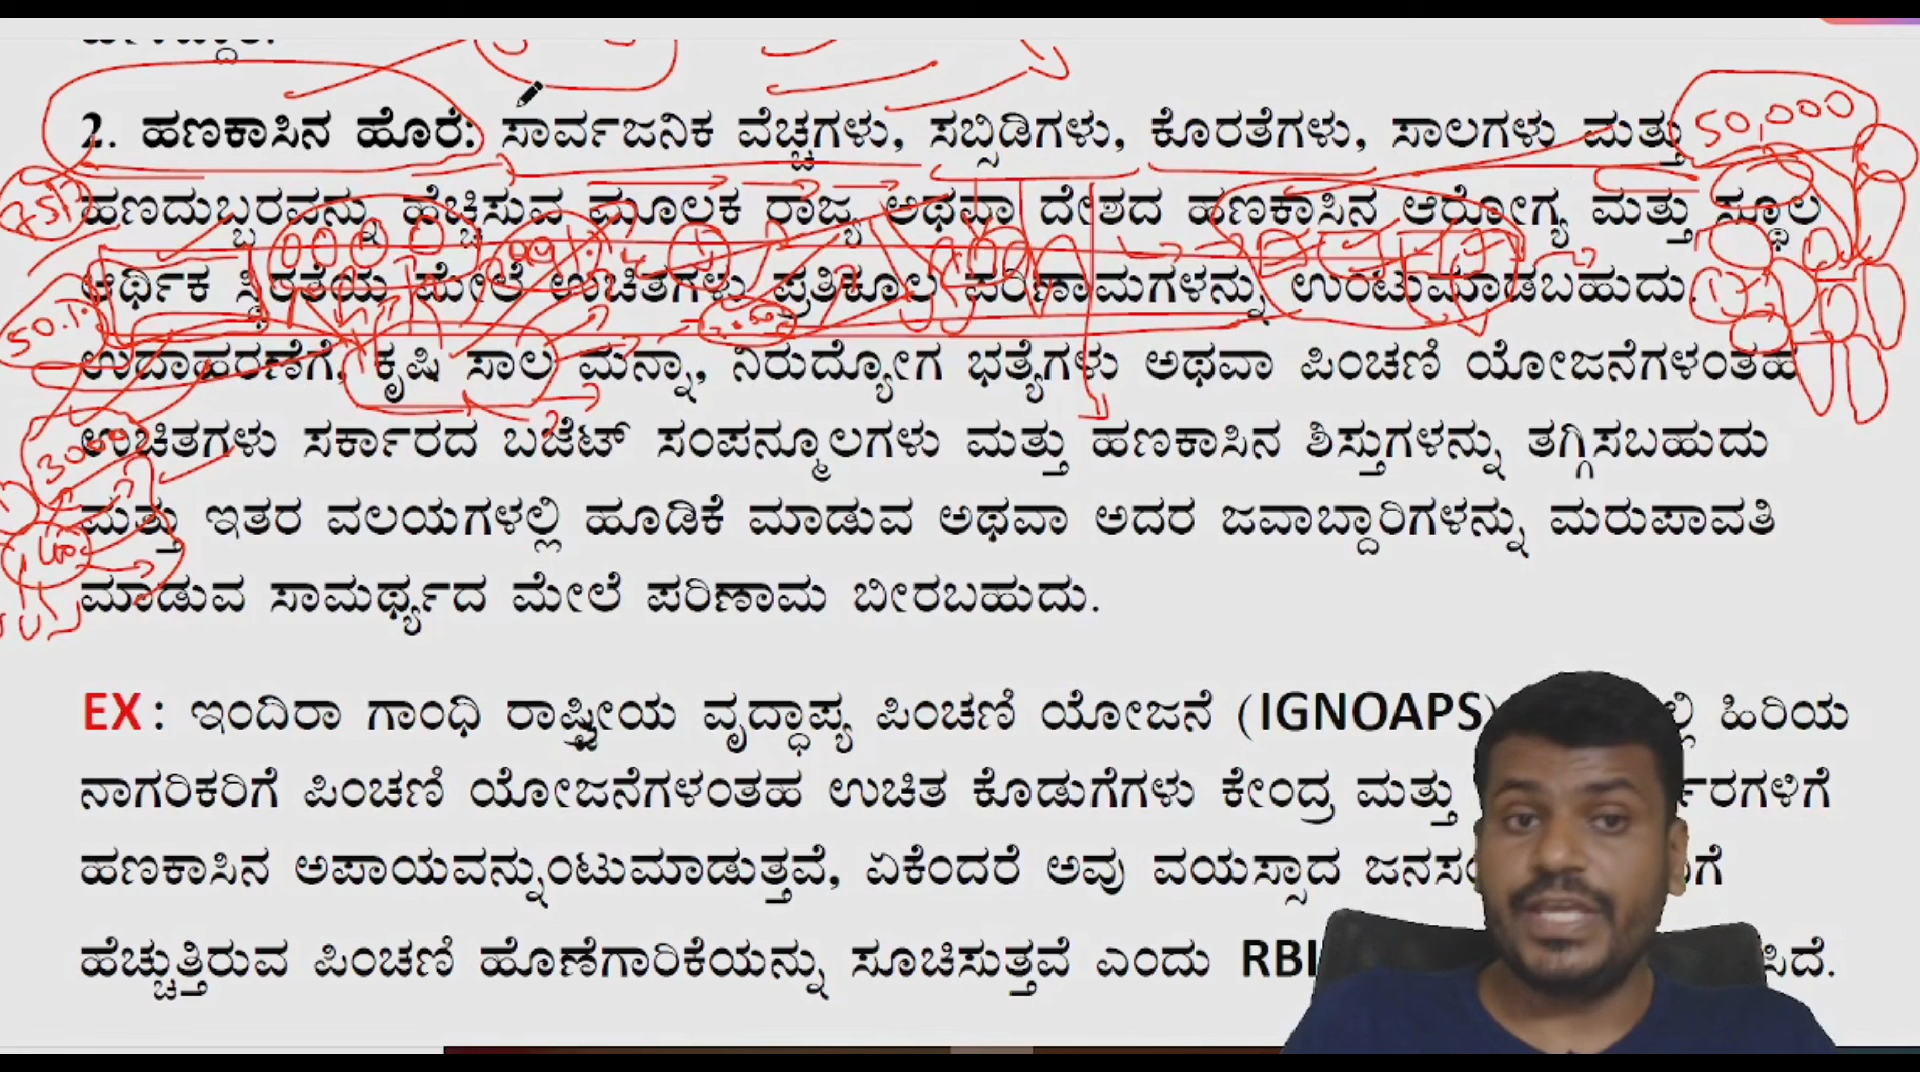 2. ಹಣಕಾಸಿನ ಹೊರೆ: ಸಾರ್ವಜನಿಕ ವೆಚ್ಚಗಳು, ಸಬ್ಸಿಡಿಗಳು, ಕೊರತೆಗಳು, ಸಾಲಗಳು ಮತ್ತು 50,000
ಹಣದುಬ್ಬರವನ್ನು ಹೆಚ್ಚಿಸುವ ಮೂಲಕ ರಾಜ್ಯ ಅಥವಾ ದೇಶದ ಹಣಕಾಸಿನ ಆರೋಗ್ಯ ಮತ್ತು ಸ್ಥೂಲ
ಆರ್ಥಿಕ ಸ್ಥಿರತೆಯ ಮೇಲೆ ಉಚಿತಗಳು ಪ್ರತಿಕೂಲ ಪರಿಣಾಮಗಳನ್ನು ಉಂಟುಮಾಡಬಹುದು.
ಉದಾಹರಣೆಗೆ, ಕೃಷಿ ಸಾಲ ಮನ್ನಾ, ನಿರುದ್ಯೋಗ ಭತ್ಯೆಗಳು ಅಥವಾ ಪಿಂಚಣಿ ಯೋಜನೆಗಳಂತಹ
ಉಚಿತಗಳು ಸರ್ಕಾರದ ಬಜೆಟ್ ಸಂಪನ್ಮೂಲಗಳು ಮತ್ತು ಹಣಕಾಸಿನ ಶಿಸ್ತುಗಳನ್ನು ತಗ್ಗಿಸಬಹುದು
ಮತ್ತು ಇತರ ವಲಯಗಳಲ್ಲಿ ಹೂಡಿಕೆ ಮಾಡುವ ಅಥವಾ ಅದರ ಜವಾಬ್ದಾರಿಗಳನ್ನು ಮರುಪಾವತಿ
ಮಾಡುವ ಸಾಮರ್ಥ್ಯದ ಮೇಲೆ ಪರಿಣಾಮ ಬೀರಬಹುದು.
EX: ಇಂದಿರಾ ಗಾಂಧಿ ರಾಷ್ಟ್ರೀಯ ವೃದ್ಧಾಪ್ಯ ಪಿಂಚಣಿ ಯೋಜನೆ (IGNOAPS) ಹಿರಿಯ
ನಾಗರಿಕರಿಗೆ ಪಿಂಚಣಿ ಯೋಜನೆಗಳಂತಹ ಉಚಿತ ಕೊಡುಗೆಗಳು ಕೇಂದ್ರ ಮತ್ತು
ಹಣಕಾಸಿನ ಅಪಾಯವನ್ನುಂಟುಮಾಡುತ್ತವೆ, ಏಕೆಂದರೆ ಅವು ವಯಸ್ಸಾದ
ಹೆಚ್ಚುತ್ತಿರುವ ಪಿಂಚಣಿ ಹೊಣೆಗಾರಿಕೆಯನ್ನು ಸೂಚಿಸುತ್ತವೆ ಎಂದು RBI